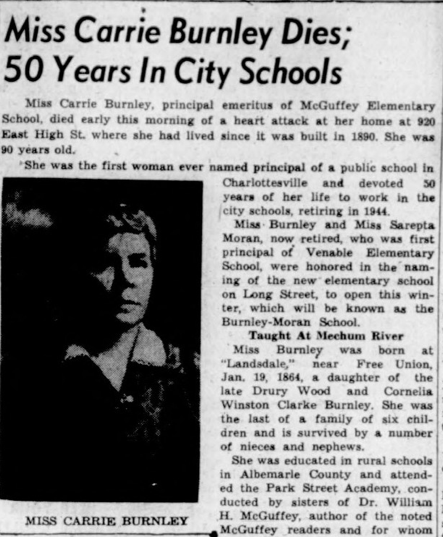 Miss Carrie Burnley Dies;
50 Years In City Schools
Miss Carrie Burnley, principal emeritus of McGuffey Elementary
School, died early this morning of a heart attack at her home at 920
East High St. where she had lived since it was built in 1890. She was
90 years old.
She was the first woman ever named principal of a public school in
Charlottesville and devoted 50
years of her life to work in the
city schools, retiring in 1944.
Miss Burnley and Miss Sarepta
Moran, now retired, who was first
principal of Venable Elementary
School, were honored in the nam-
ing of the new elementary school
on Long Street, to open this win-
ter, which will be known as the
Burnley-Moran School.
Taught At Mechum River
Miss Burnley was born at
"Landsdale," near Free Union,
Jan. 19, 1864, a daughter of the
late Drury Wood and Cornelia
Winston Clarke Burnley. She was
the last of a family of six chil-
dren and is survived by a number
of nieces and nephews.
She was educated in rural schools
in Albemarle County and attend-
ed the Park Street Academy, con-
ducted by sisters of Dr. William
H. McGuffey, author of the noted
McGuffey readers and for whom
MISS CARRIE BURNLEY